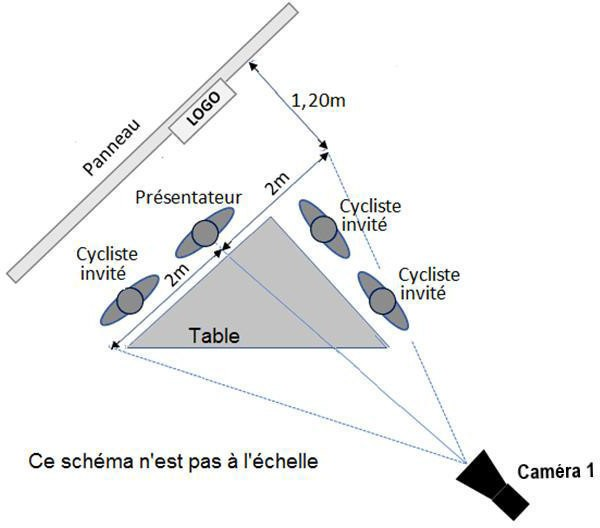 LOGO
1,20m
Panneau
2m
Présentateur
Cycliste
invité
Cycliste
invité
2m
Cycliste
invité
Table
Ce schéma n'est pas à l'échelle
Caméra 1